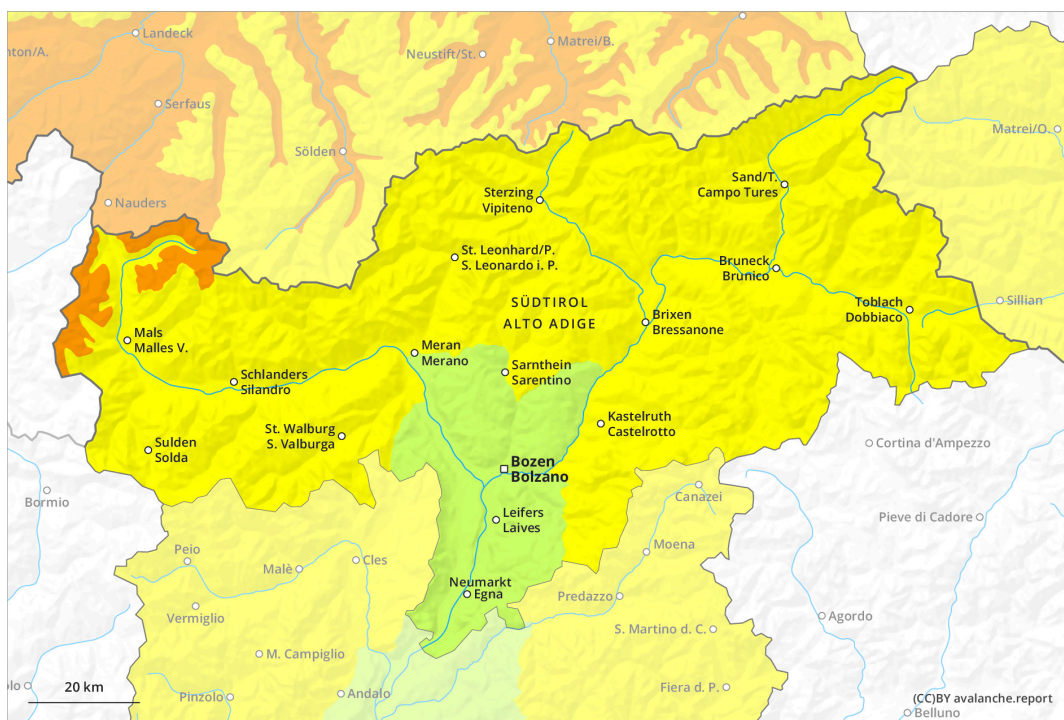 Landeck
nton/A.
Neustift/St.
Matrei/B.
Serfaus
Sölden
Matrei/O.
Nauders
Sand/T.
Campo Tures
Sterzing
Vipiteno
St. Leonhard/P.
S. Leonardo i. P.
Bruneck
Brunico
SÜDTIROL
ALTO ADIGE
Toblach
Dobbiaco
Sillian
Brixen
Bressanone
Mals
Malles V.
Meran
Merano
Sarnthein
Sarentino
Schlanders
Silandro
St. Walburg
S. Valburga
Kastelruth
Castelrotto
Sulden
Solda
Cortina d'Ampezzo
Bozen
Bolzano
Bormio
Canazei
Leifers
Laives
Pieve di Cadore
Peio
Malè
Cles
Moena
Neumarkt
Egna
Predazzo
Vermiglio
Agordo
S. Martino d. C.
M. Campiglio
olo
20 km
Pinzolo
Andalo
Fiera d. P.
(CC)BY avalanche.report
Belluno